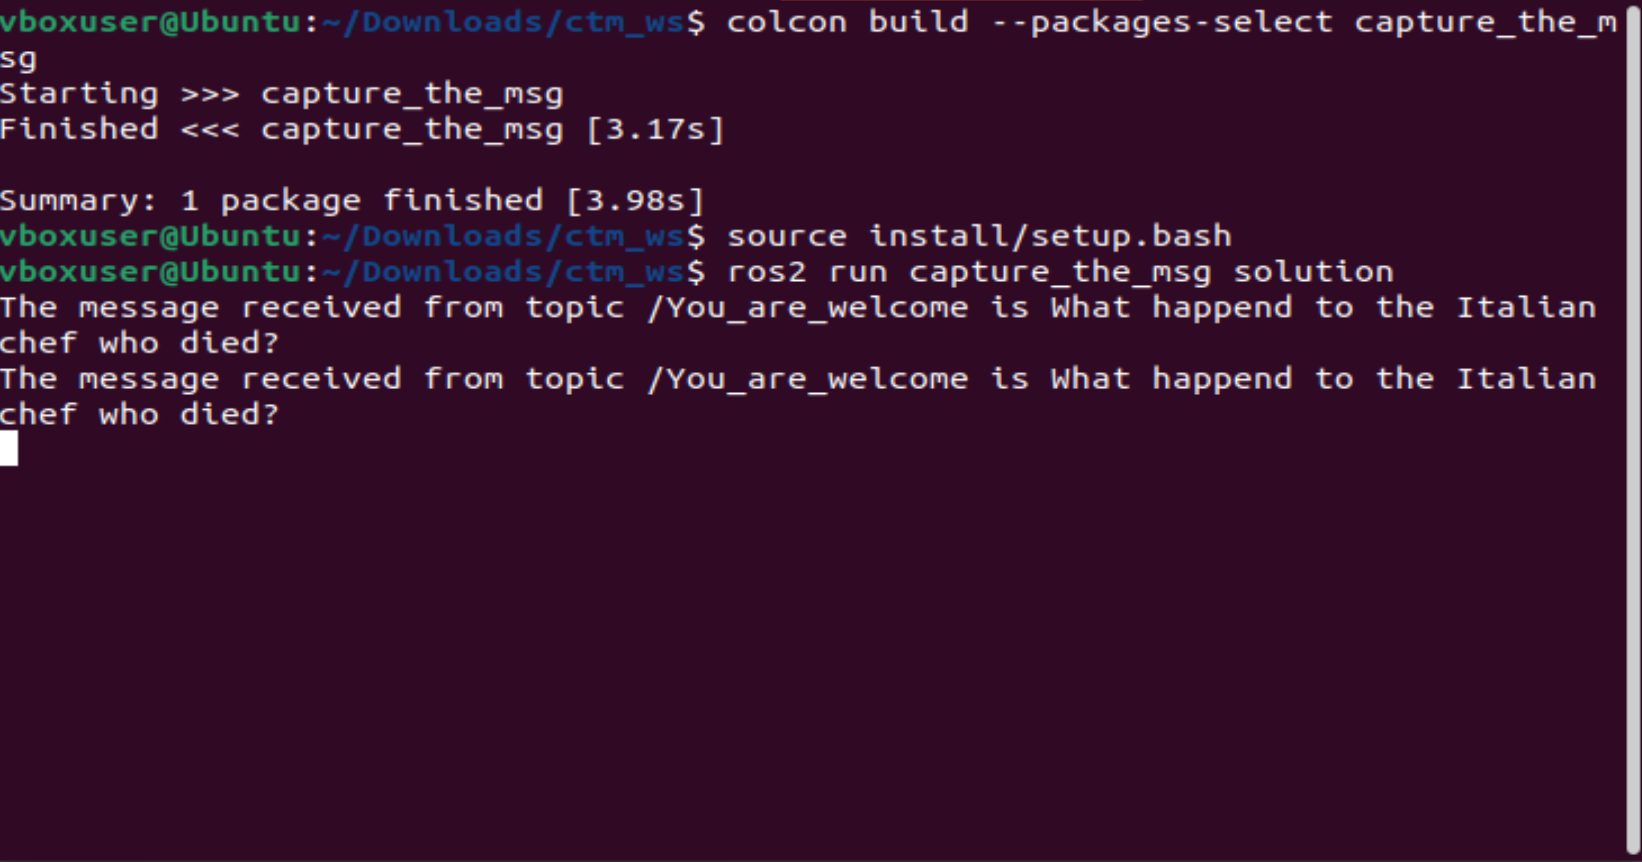 vboxuser@Ubuntu:~/Downloads/ctm_ws$ colcon build --packages-select capture_the_m
sg
Starting >>> capture_the_msg
Finished <<< capture_the_msg [3.17s]
Summary: 1 package finished [3.98s]
vboxuser@Ubuntu:~/Downloads/ctm_ws$ source install/setup.bash
vboxuser@Ubuntu:~/Downloads/ctm_ws$ ros2 run capture_the_msg solution
The message received from topic /You_are_welcome is What happend to the Italian
chef who died?
The message received from topic /You_are_welcome is What happend to the Italian
chef who died?